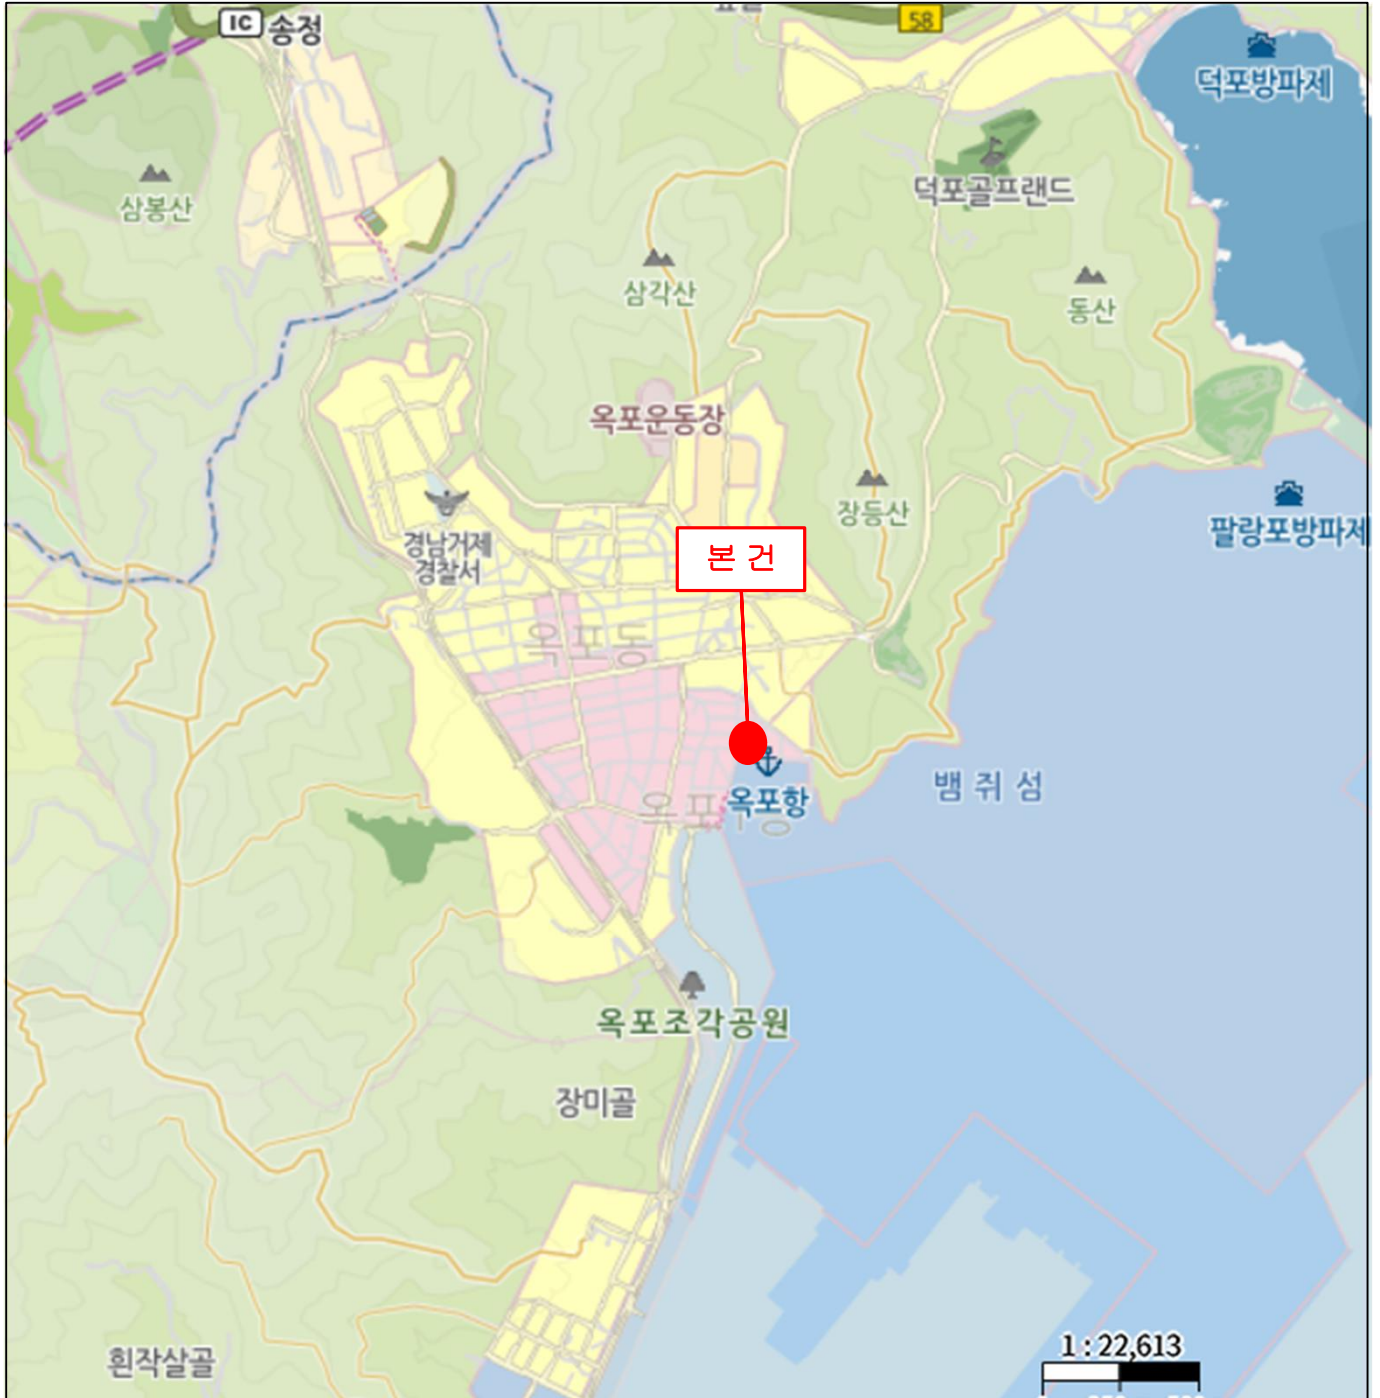 IC 송정
58
덕포방파제
삼봉산
덕포골프랜드
삼각산
동산
옥포운동장
장등산
팔랑포방파제
경남거제
경찰서
본 건
옥포동
뱀쥐섬
옥포항
옥포조각공원
장미골
흰작살골
1 : 22,613